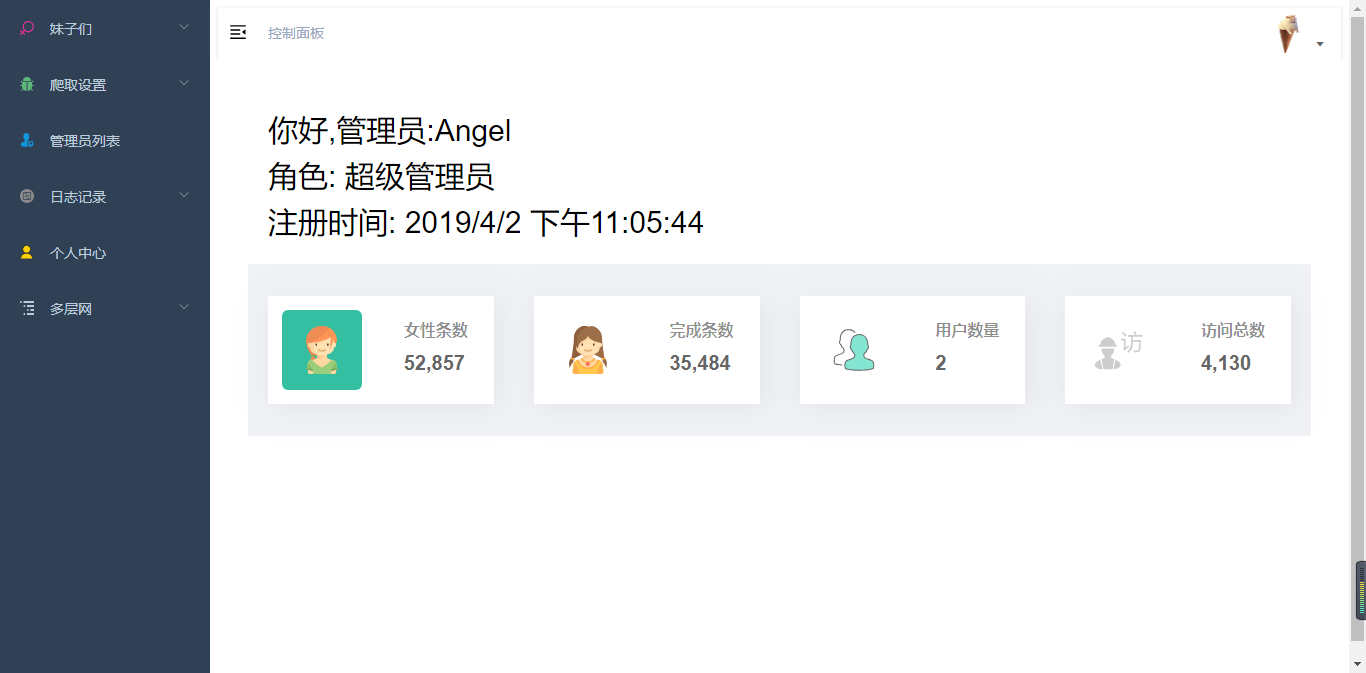 妹子们
爬取设置
管理员列表
日志记录
个人中心
多层网
控制面板
你好,管理员:Angel
角色: 超级管理员
注册时间: 2019/4/2 下午11:05:44
女性条数
52,857
完成条数
35,484
用户数量
2
访
访问总数
4,130